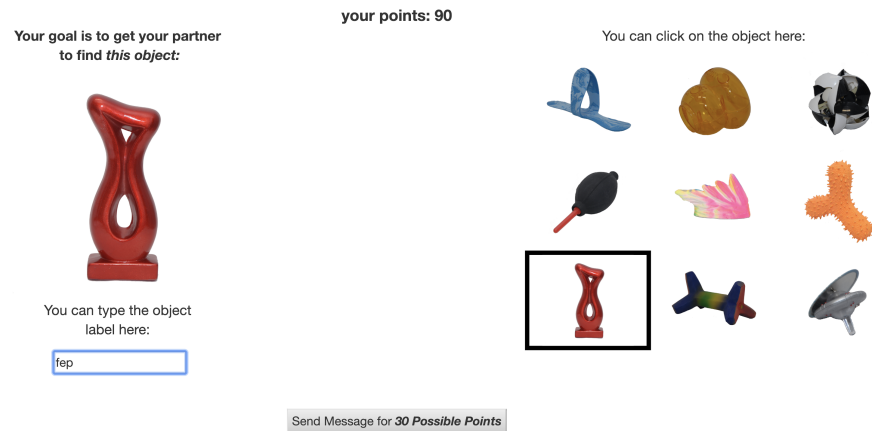 your points: 90
Your goal is to get your partner
to find this object:
You can click on the object here:
You can type the object
label here:
fep
Send Message for 30 Possible Points